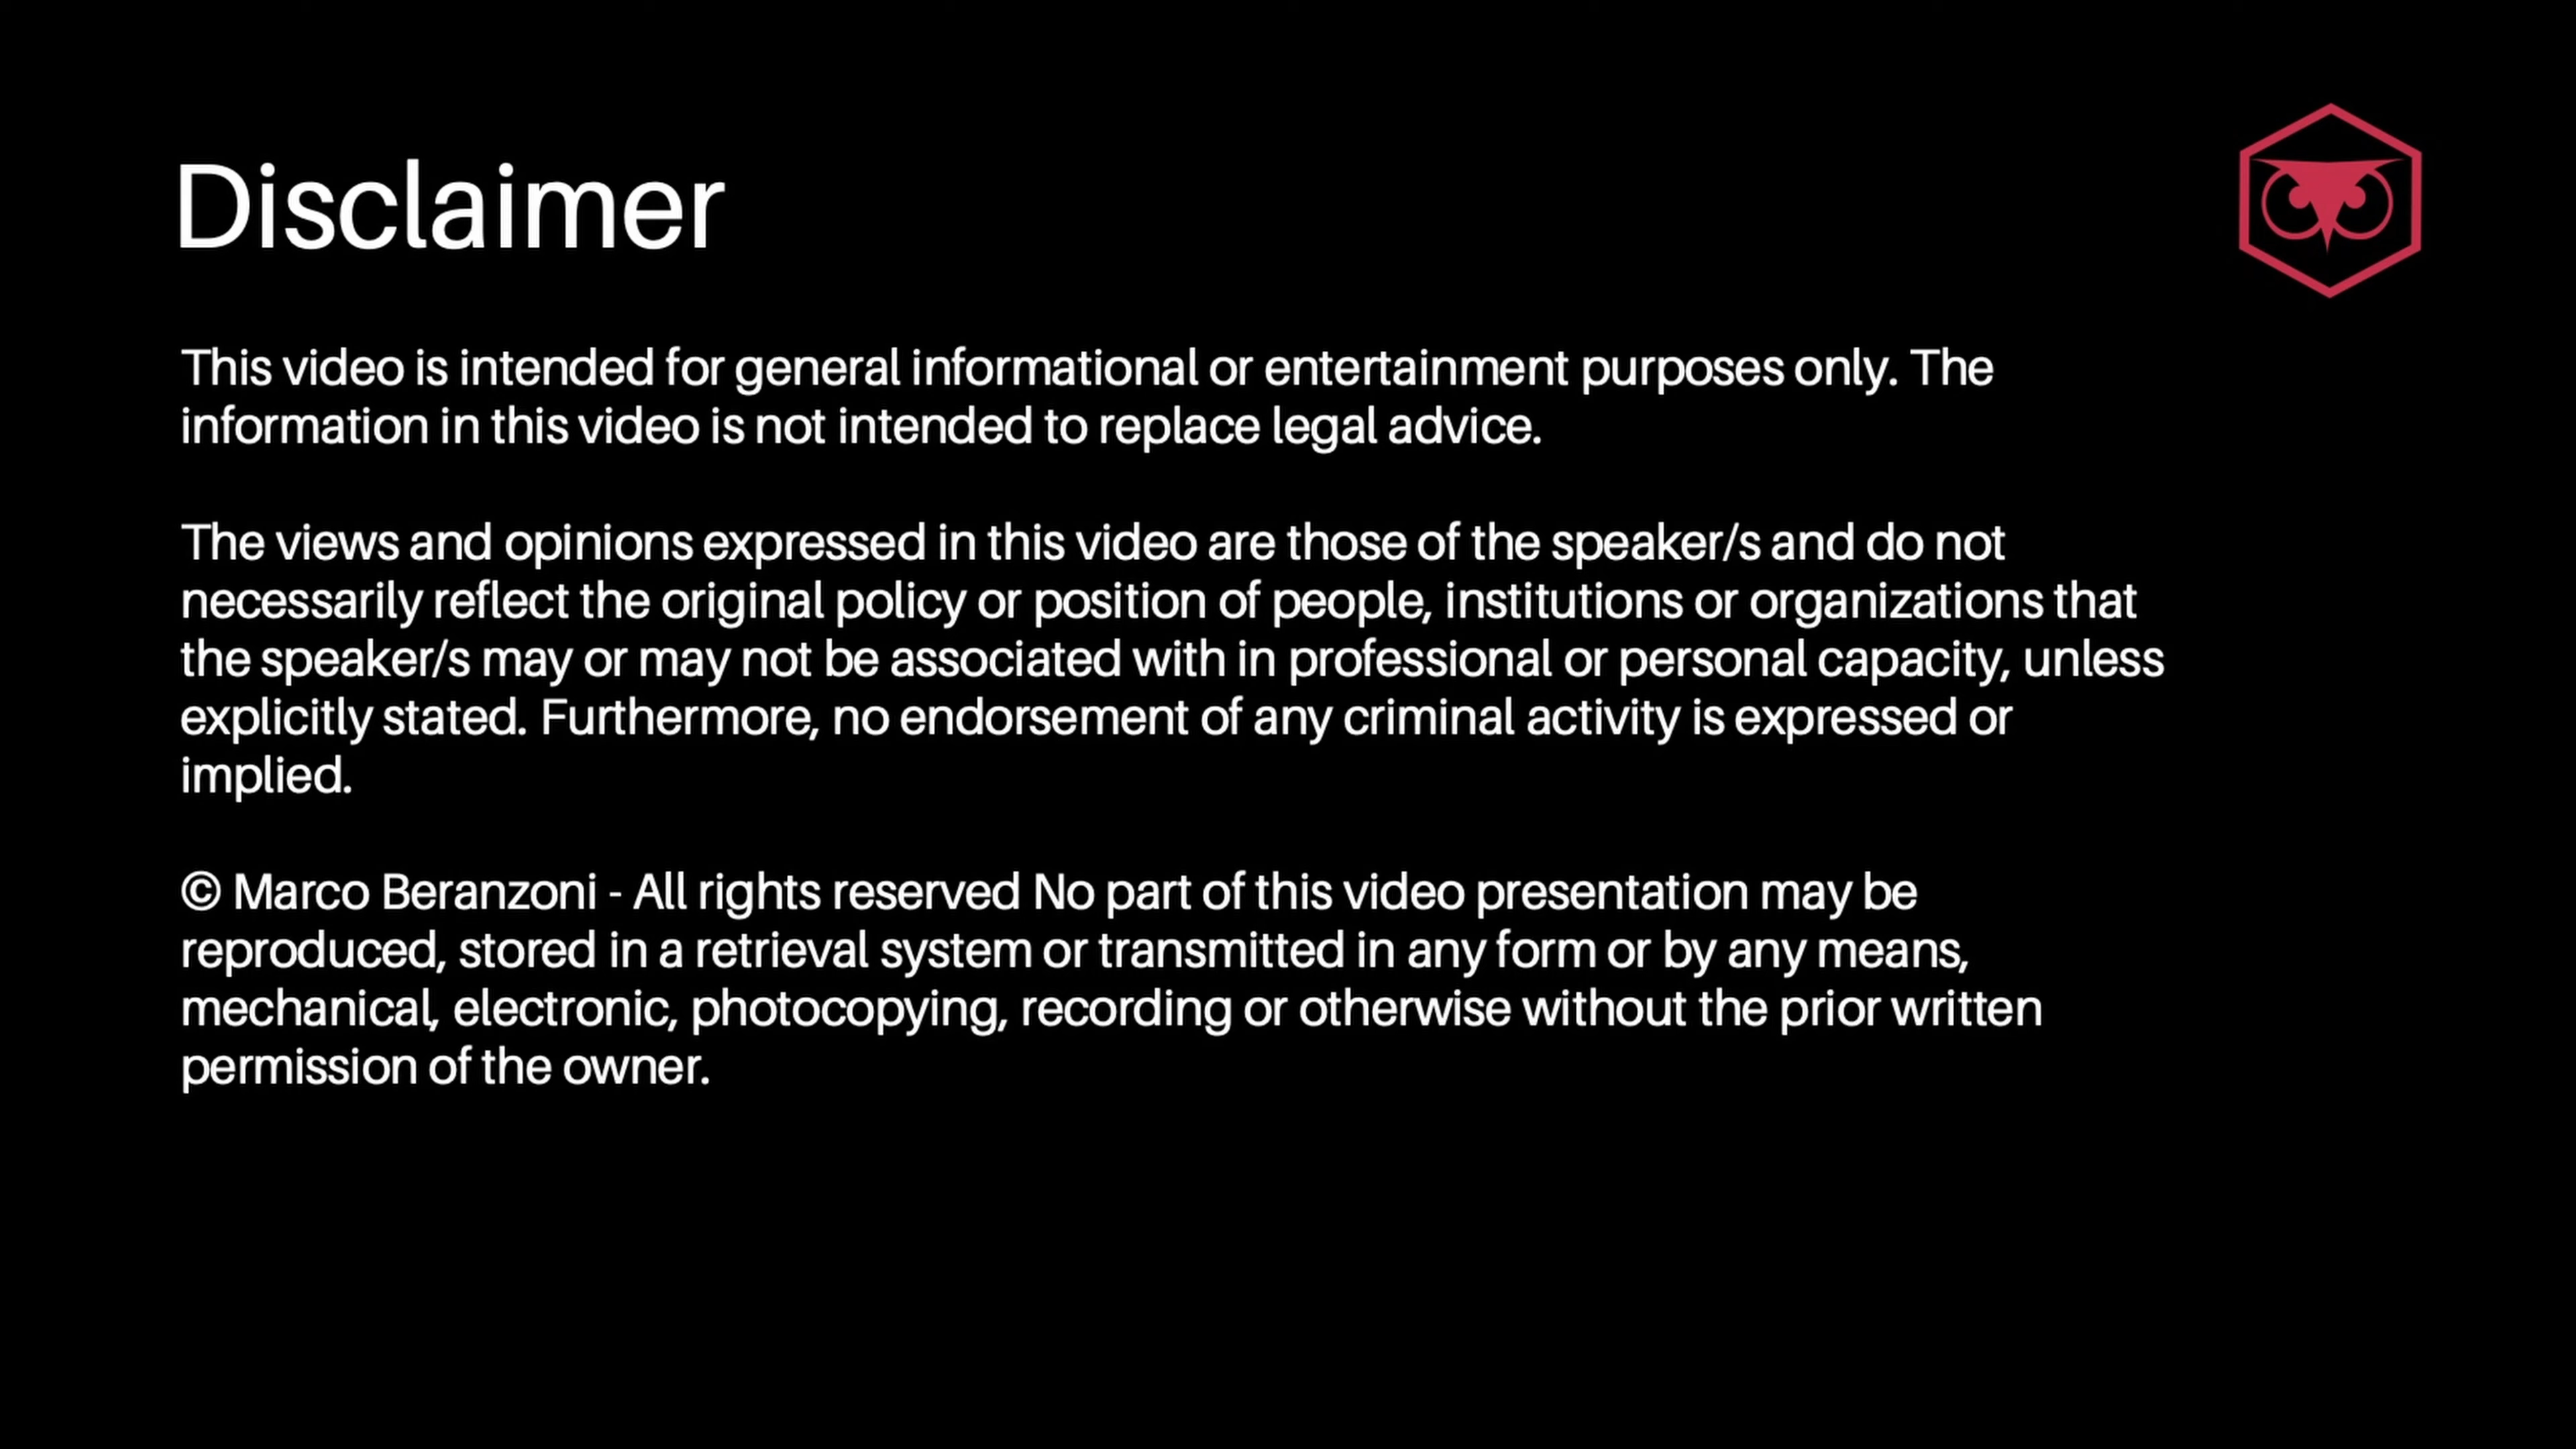 Disclaimer
This video is intended for general informational or entertainment purposes only. The
information in this video is not intended to replace legal advice.
The views and opinions expressed in this video are those of the speaker/s and do not
necessarily reflect the original policy or position of people, institutions or organizations that
the speaker/s may or may not be associated with in professional or personal capacity, unless
explicitly stated. Furthermore, no endorsement of any criminal activity is expressed or
implied.
© Marco Beranzoni - All rights reserved No part of this video presentation may be
reproduced, stored in a retrieval system or transmitted in any form or by any means,
mechanical, electronic, photocopying, recording or otherwise without the prior written
permission of the owner.